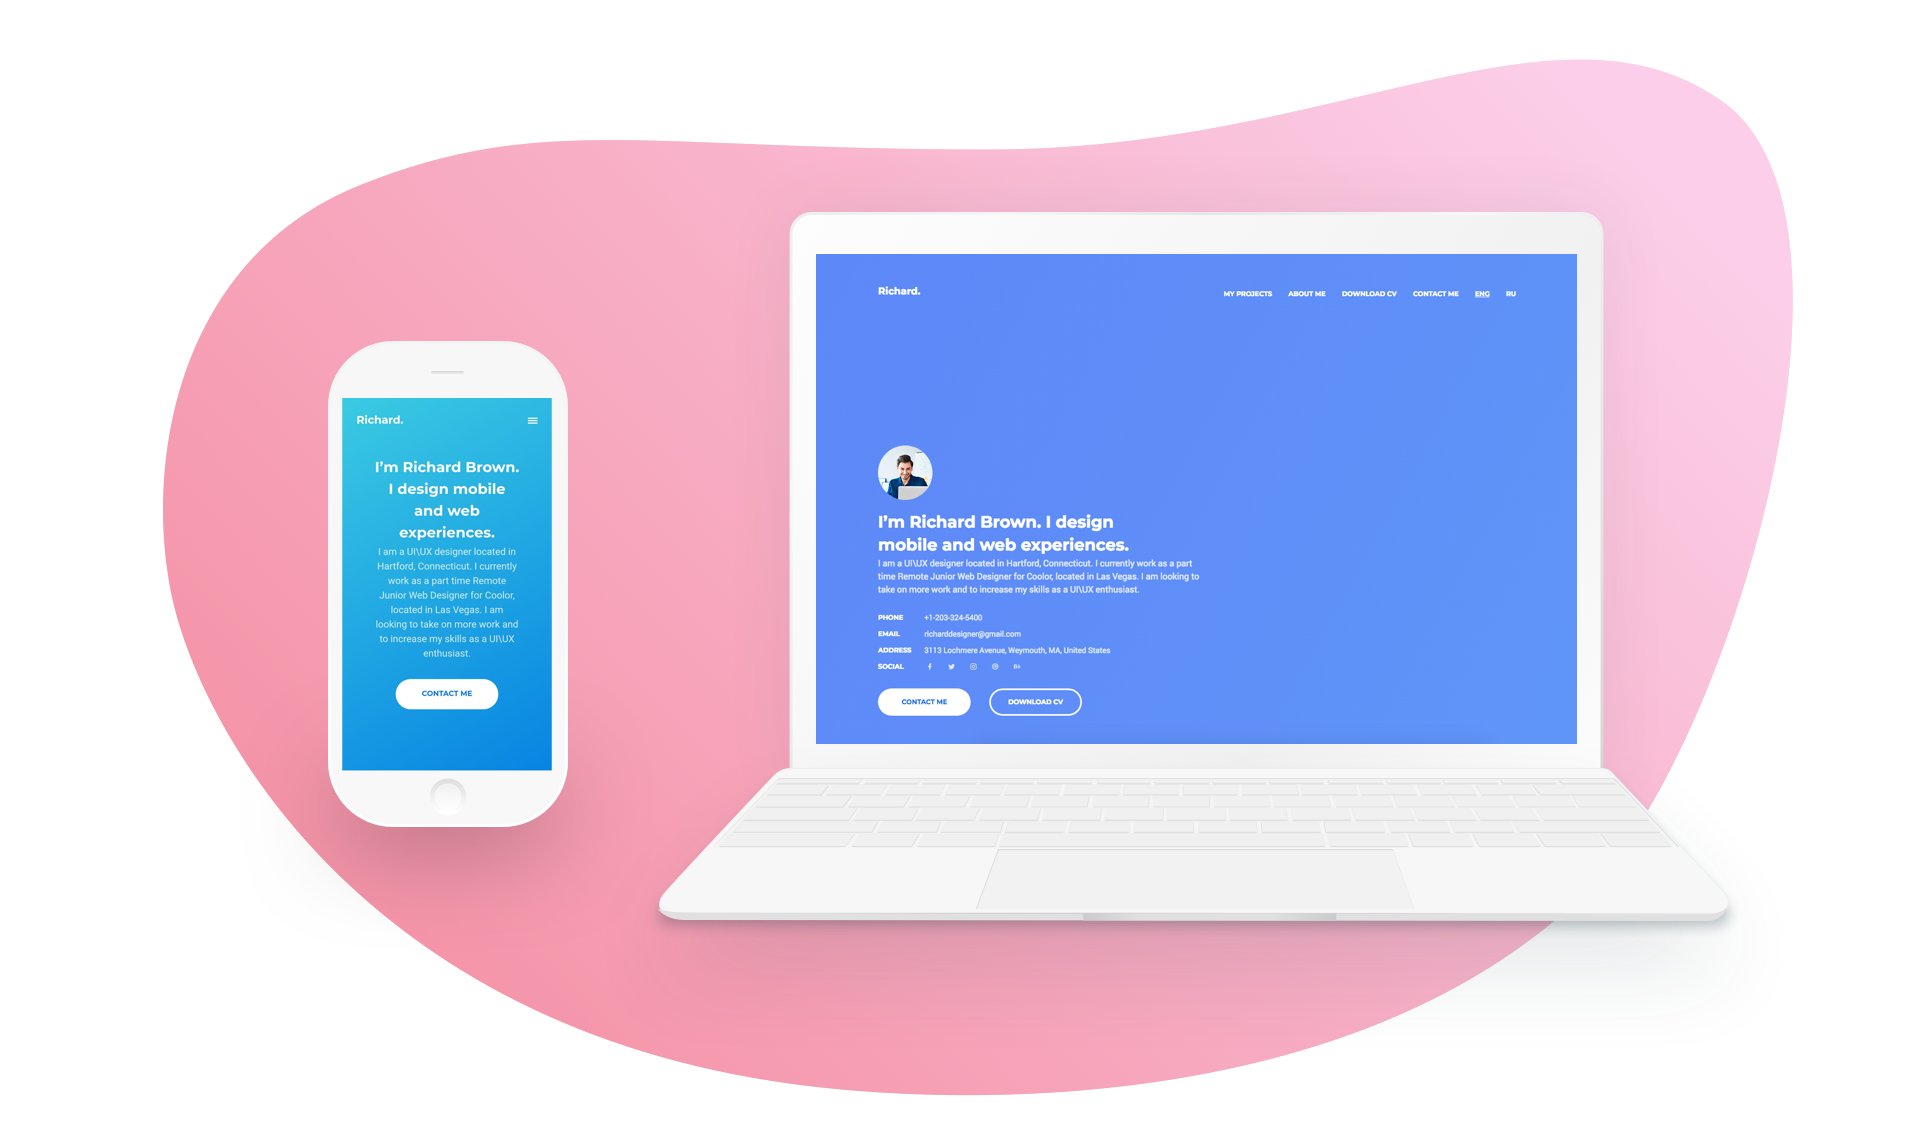 Richard.
I'm Richard Brown.
I design mobile
and web
experiences.
I am a UI\UX designer located in
Hartford, Connecticut. I currently
work as a part time Remote
Junior Web Designer for Coolor,
located in Las Vegas. I am
looking to take on more work and
to increase my skills as a UI\UX
enthusiast.
CONTACT ME
Richard.
MY PROJECTS ABOUT ME DOWNLOAD CV CONTACT ME ENG RU
I'm Richard Brown. I design
mobile and web experiences.
I am a UI\UX designer located in Hartford, Connecticut. I currently work as a part
time Remote Junior Web Designer for Coolor, located in Las Vegas. I am looking to
take on more work and to increase my skills as a UI\UX enthusiast.
PHONE +1-203-324-5400
EMAIL richarddesigner@gmail.com
ADDRESS 3113 Lochmere Avenue, Weymouth, MA, United States
SOCIAL
CONTACT ME DOWNLOAD CV